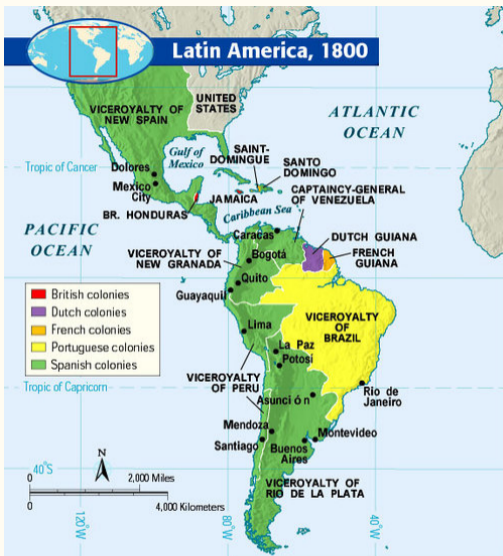 Latin America, 1800
VICEROYALTY OF
NEW SPAIN
UNITED
STATES
ATLANTIC
OCEAN
Gulf of
Mexico
SAINT-
DOMINGUE
SANTO
DOMINGO
Tropic of Cancer
Dolores
Mexico
City
JAMAICA
CAPTAINCY-GENERAL
OF VENEZUELA
BR. HONDURAS
Caribbean Sea
PACIFIC
OCEAN
Caracas
DUTCH GUIANA
VICEROYALTY OF
NEW GRANADA
Bogotá
FRENCH
GUIANA
Quito
Guayaquil
British colonies
Dutch colonies
French colonies
Portuguese colonies
Spanish colonies
VICEROYALTY
OF
BRAZIL
Lima
La Paz
Potosí
VICEROYALTY
OF PERU
Tropic of Capricorn
Asunci ó n
Rio de
Janeiro
Mendoza
Santiago
Montevideo
Buenos
Aires
40°S
N
0 2,000 Miles
0 4,000 Kilometers
VICEROYALTY OF
RIO DE LA PLATA
120°W
80°W
40°W